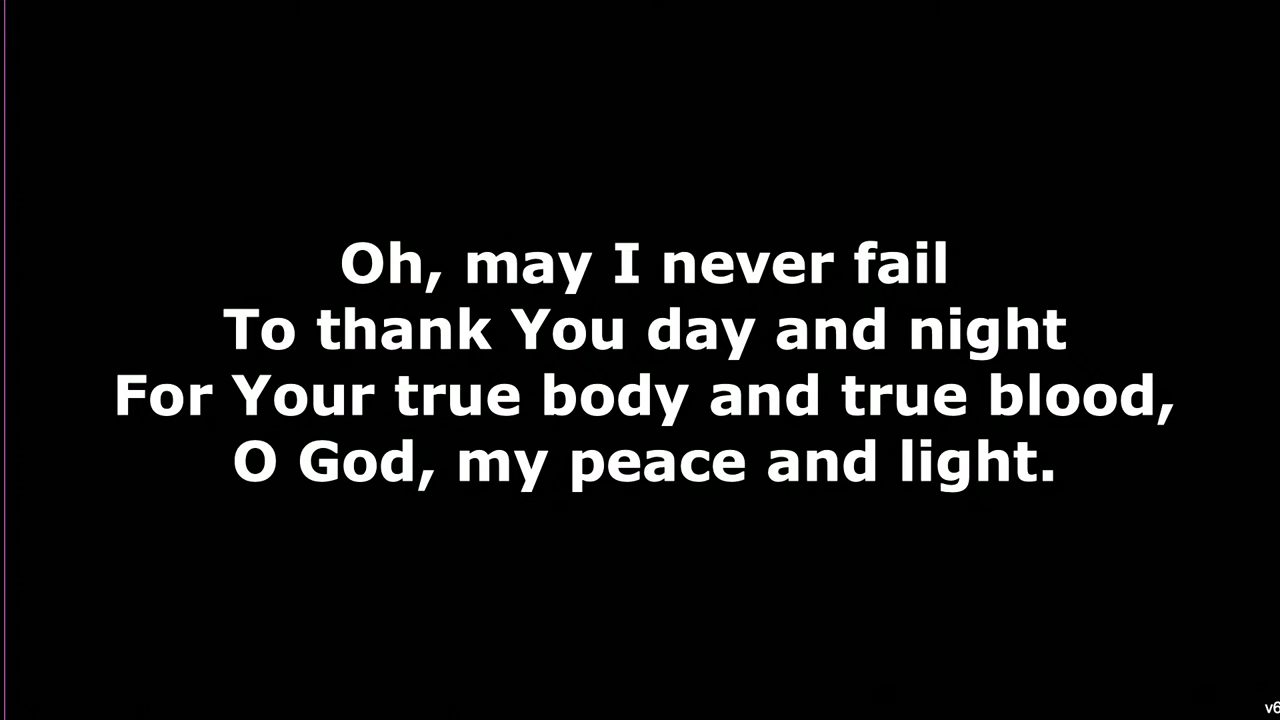 Oh, may I never fail
To thank You day and night
For Your true body and true blood,
O God, my peace and light.
v6